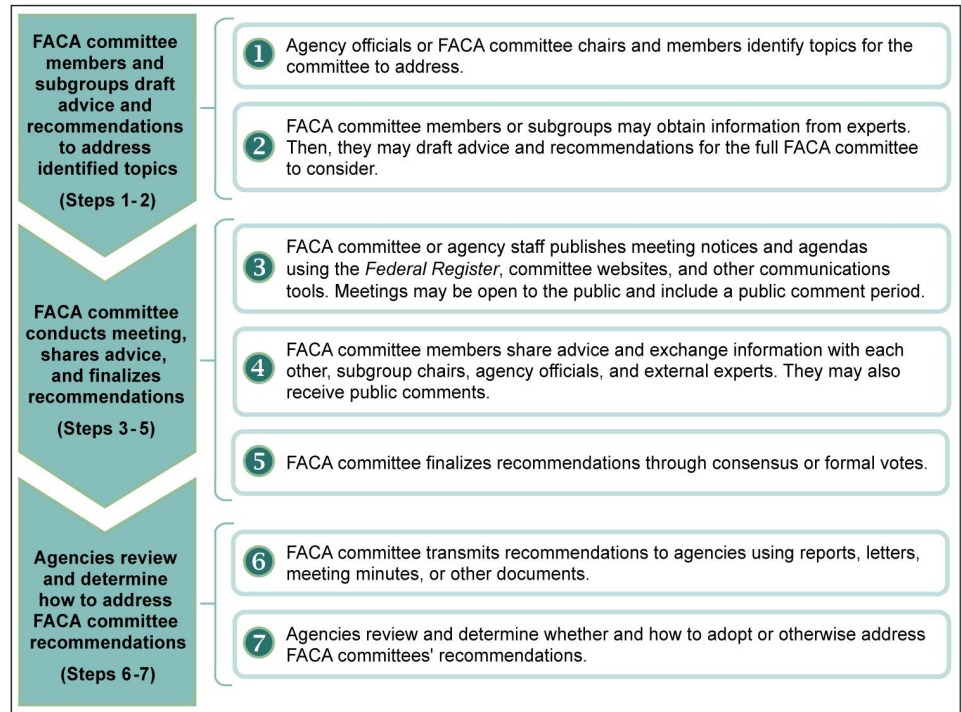 FACA committee
members and
subgroups draft
advice and
recommendations
to address
identified topics
(Steps 1-2)
1 Agency officials or FACA committee chairs and members identify topics for the
committee to address.
2 FACA committee members or subgroups may obtain information from experts.
Then, they may draft advice and recommendations for the full FACA committee
to consider.
FACA committee
conducts meeting,
shares advice,
and finalizes
recommendations
(Steps 3-5)
3 FACA committee or agency staff publishes meeting notices and agendas
using the Federal Register, committee websites, and other communications
tools. Meetings may be open to the public and include a public comment period.
4 FACA committee members share advice and exchange information with each
other, subgroup chairs, agency officials, and external experts. They may also
receive public comments.
5 FACA committee finalizes recommendations through consensus or formal votes.
Agencies review
and determine
how to address
FACA committee
recommendations
(Steps 6-7)
6 FACA committee transmits recommendations to agencies using reports, letters,
meeting minutes, or other documents.
7 Agencies review and determine whether and how to adopt or otherwise address
FACA committees' recommendations.